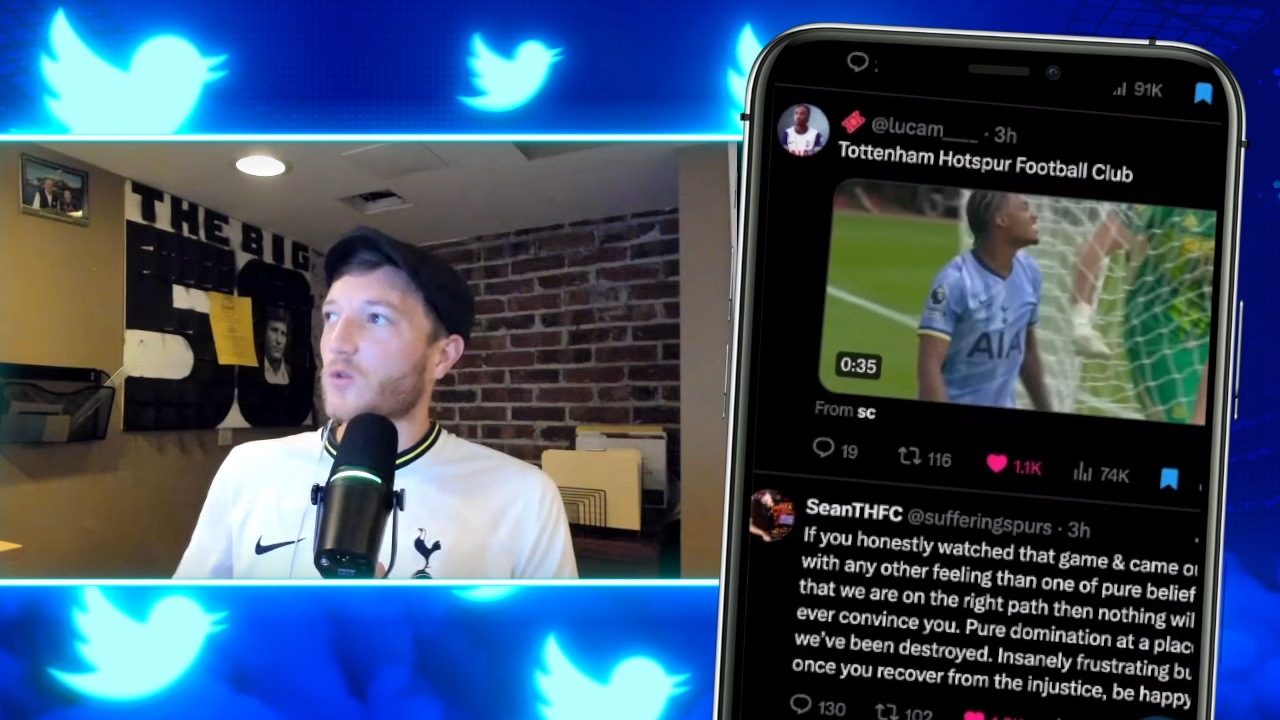 THE BIG
50
91K
@lucam___ · 3h
Tottenham Hotspur Football Club
AIA
0:35
From sc
19 116 1.1K 74K
SeanTHFC @sufferingspurs · 3h
If you honestly watched that game & came ou
with any other feeling than one of pure belief
that we are on the right path then nothing wil
ever convince you. Pure domination at a plac
we've been destroyed. Insanely frustrating bu
once you recover from the injustice, be happy
130 102